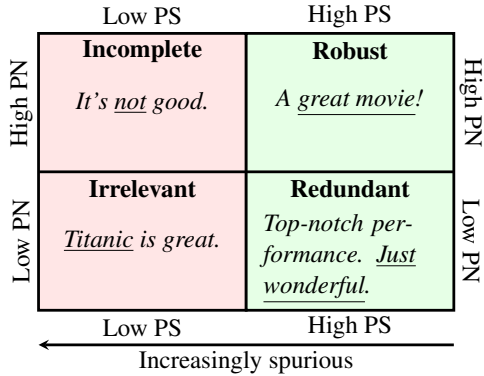 Low PS High PS
Incomplete Robust
High PN It's not good. A great movie! High PN
Irrelevant Redundant
Low PN Titanic is great. Top-notch per- Low PN
formance. Just
wonderful.
Low PS High PS
Increasingly spurious